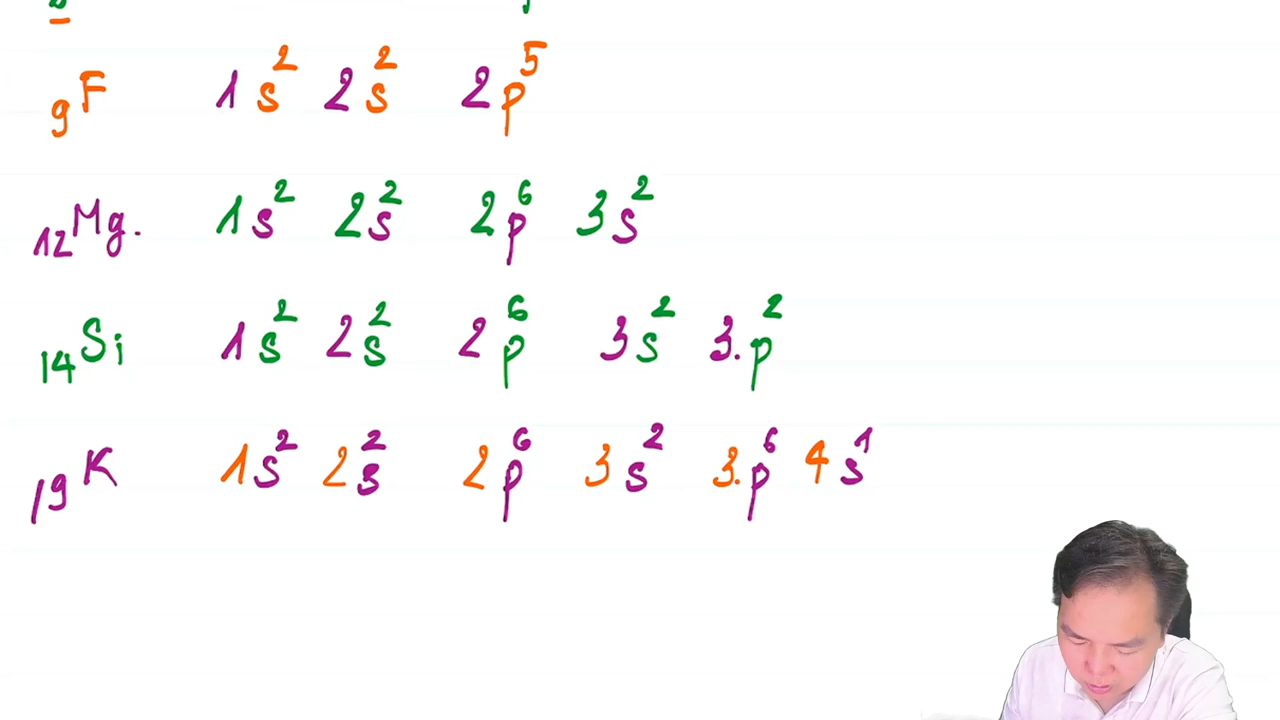 ₉F 1s² 2s² 2p⁵
₁₂Mg. 1s² 2s² 2p⁶ 3s²
₁₄Si 1s² 2s² 2p⁶ 3s² 3.p²
₁₉K 1s² 2s² 2p⁶ 3s² 3.p⁶ 4s¹